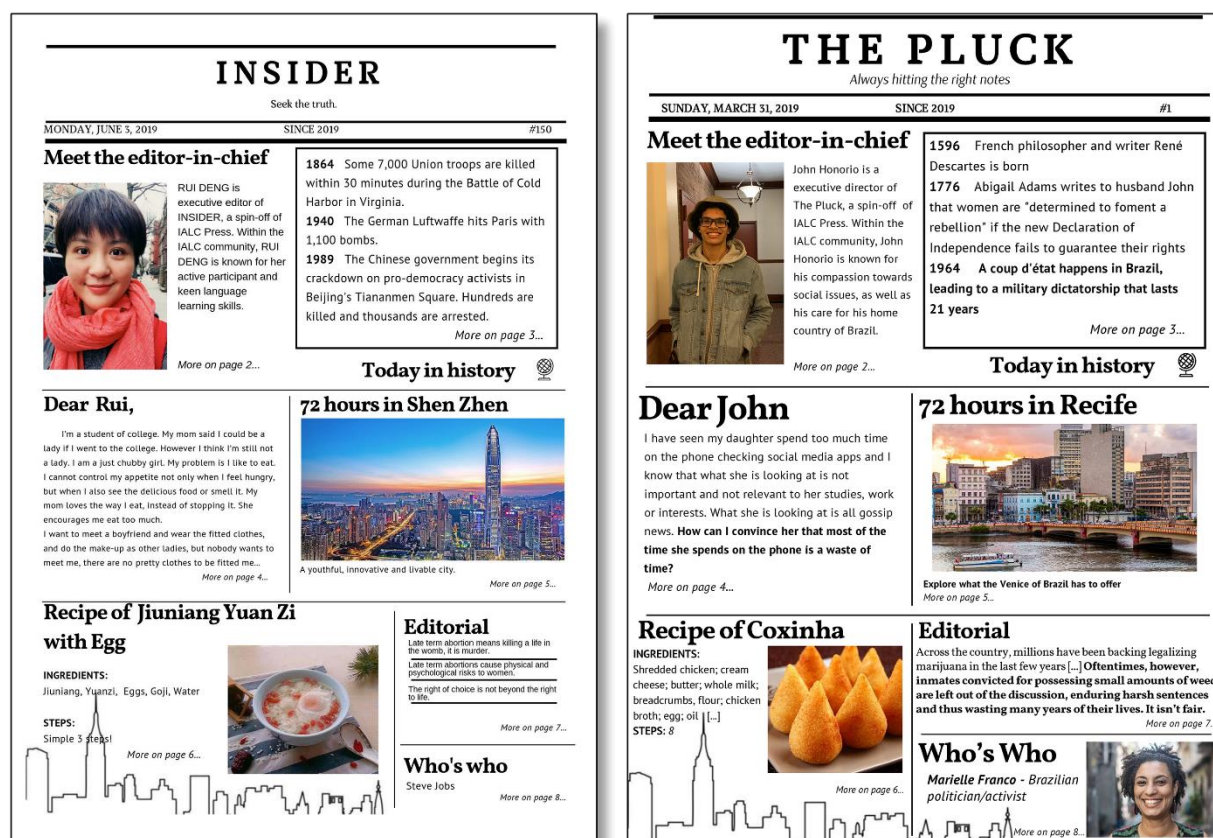 INSIDER
Seek the truth.
MONDAY, JUNE 3, 2019 SINCE 2019 #150
Meet the editor-in-chief
RUI DENG is
executive editor of
INSIDER, a spin-off of
IALC Press. Within the
IALC community, RUI
DENG is known for her
active participant and
keen language
learning skills.
More on page 2...
1864 Some 7,000 Union troops are killed
within 30 minutes during the Battle of Cold
Harbor in Virginia.
1940 The German Luftwaffe hits Paris with
1,100 bombs.
1989 The Chinese government begins its
crackdown on pro-democracy activists in
Beijing's Tiananmen Square. Hundreds are
killed and thousands are arrested.
More on page 3...
Today in history
Dear Rui,
I'm a student of college. My mom said I could be a
lady if I went to the college. However I think I'm still not
a lady. I am a just chubby girl. My problem is I like to eat.
I cannot control my appetite not only when I feel hungry,
but when I also see the delicious food or smell it. My
mom loves the way I eat, instead of stopping it. She
encourages me eat too much.
I want to meet a boyfriend and wear the fitted clothes,
and do the make-up as other ladies, but nobody wants to
meet me, there are no pretty clothes to be fitted me...
More on page 4...
72 hours in Shen Zhen
A youthful, innovative and livable city.
More on page 5...
Recipe of Jiuniang Yuan Zi
with Egg
INGREDIENTS:
Jiuniang, Yuanzi, Eggs, Goji, Water
STEPS:
Simple 3 steps!
More on page 6...
Editorial
Late term abortion means killing a life in
the womb, it is murder.
Late term abortions cause physical and
psychological risks to women.
The right of choice is not beyond the right
to life.
More on page 7...
Who's who
Steve Jobs
More on page 8...
THE PLUCK
Always hitting the right notes
SUNDAY, MARCH 31, 2019 SINCE 2019 #1
Meet the editor-in-chief
John Honorio is a
executive director of
The Pluck, a spin-off of
IALC Press. Within the
IALC community, John
Honorio is known for
his compassion towards
social issues, as well as
his care for his home
country of Brazil.
More on page 2...
1596 French philosopher and writer René
Descartes is born
1776 Abigail Adams writes to husband John
that women are "determined to foment a
rebellion" if the new Declaration of
Independence fails to guarantee their rights
1964 A coup d'état happens in Brazil,
leading to a military dictatorship that lasts
21 years
More on page 3...
Today in history
Dear John
I have seen my daughter spend too much time
on the phone checking social media apps and I
know that what she is looking at is not
important and not relevant to her studies, work
or interests. What she is looking at is all gossip
news. How can I convince her that most of the
time she spends on the phone is a waste of
time?
More on page 4...
72 hours in Recife
Explore what the Venice of Brazil has to offer
More on page 5...
Recipe of Coxinha
INGREDIENTS:
Shredded chicken; cream
cheese; butter; whole milk;
breadcrumbs, flour; chicken
broth; egg; oil [...]
STEPS: 8
More on page 6...
Editorial
Across the country, millions have been backing legalizing
marijuana in the last few years [...] Oftentimes, however,
inmates convicted for possessing small amounts of weed
are left out of the discussion, enduring harsh sentences
and thus wasting many years of their lives. It isn't fair.
More on page 7.
Who's Who
Marielle Franco - Brazilian
politician/activist
More on page 8...